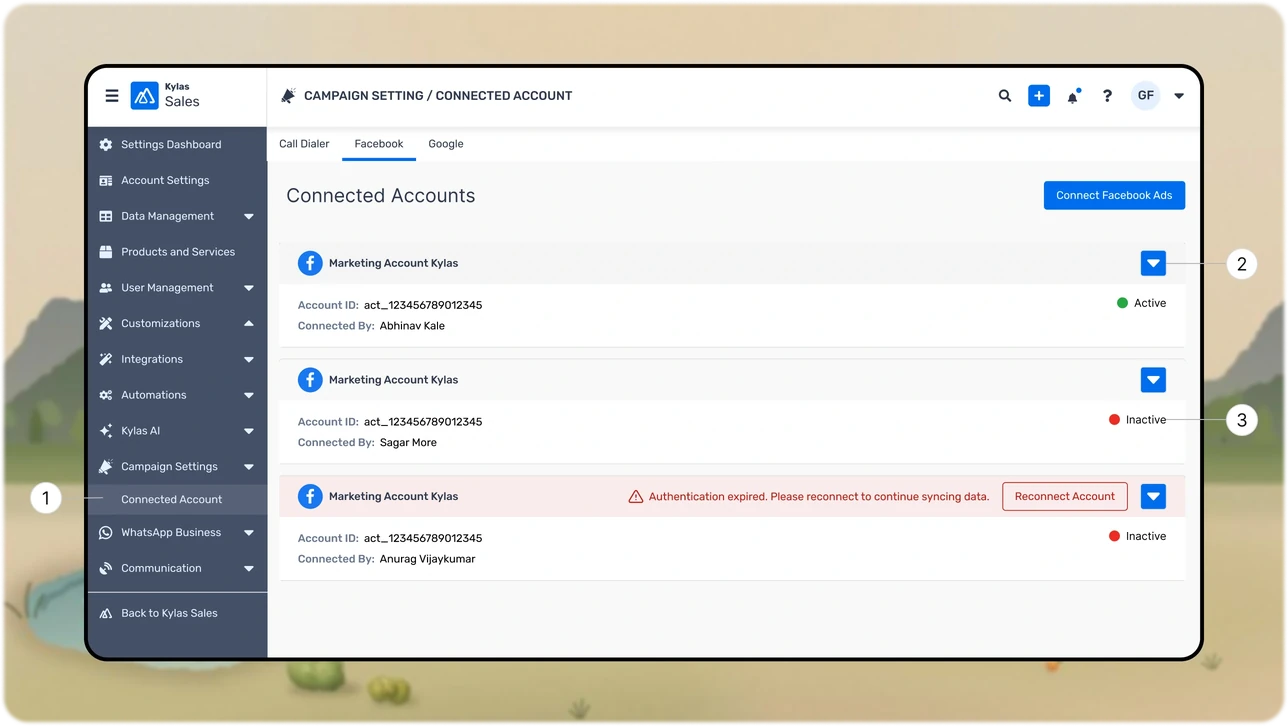 Kylas
Sales
CAMPAIGN SETTING / CONNECTED ACCOUNT
+
?
GF
Settings Dashboard
Account Settings
Data Management
Products and Services
User Management
Customizations
Integrations
Automations
Kylas AI
Campaign Settings
1
Connected Account
WhatsApp Business
Communication
Back to Kylas Sales
Call Dialer
Facebook
Google
Connected Accounts
Connect Facebook Ads
Marketing Account Kylas
2
Account ID: act_123456789012345
Active
Connected By: Abhinav Kale
Marketing Account Kylas
Account ID: act_123456789012345
Inactive
3
Connected By: Sagar More
Marketing Account Kylas
Authentication expired. Please reconnect to continue syncing data.
Reconnect Account
Account ID: act_123456789012345
Inactive
Connected By: Anurag Vijaykumar